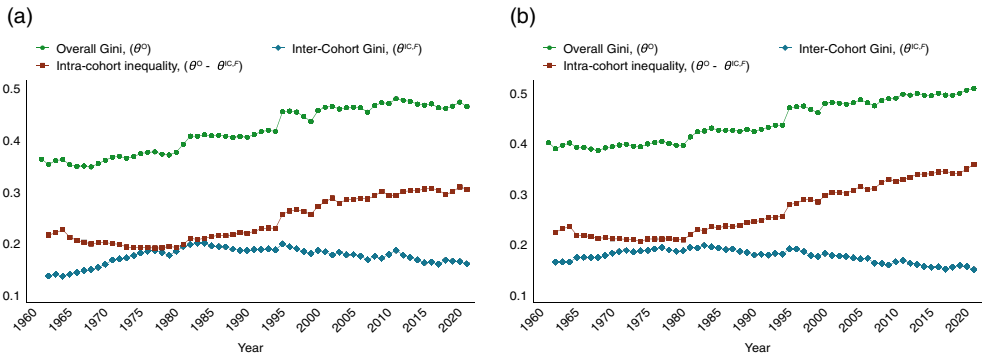 (a)
Overall Gini, (θᴼ)
Inter-Cohort Gini, (θᴵᶜ·ᶠ)
Intra-cohort inequality, (θᴼ - θᴵᶜ·ᶠ)
0.5
0.4
0.3
0.2
0.1
1960 1965 1970 1975 1980 1985 1990 1995 2000 2005 2010 2015 2020
Year
(b)
Overall Gini, (θᴼ)
Inter-Cohort Gini, (θᴵᶜ·ᶠ)
Intra-cohort inequality, (θᴼ - θᴵᶜ·ᶠ)
0.5
0.4
0.3
0.2
0.1
1960 1965 1970 1975 1980 1985 1990 1995 2000 2005 2010 2015 2020
Year